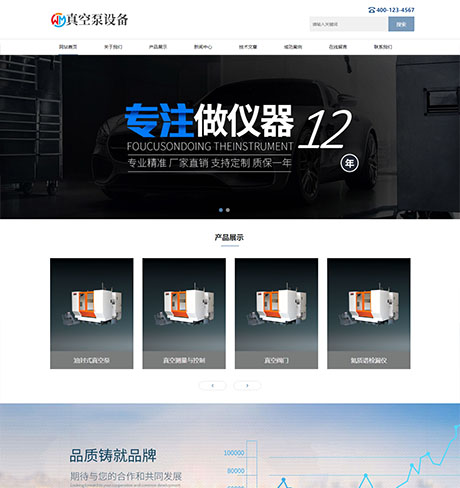 400-123-4567
WM 真空泵设备
请输入关键词
搜索
网站首页 关于我们 产品展示 新闻中心 技术文章 成功案例 在线留言 联系我们
专注做仪器12年
FOUCUSONDOING THEINSTRUMENT
专业精准 厂家直销 支持定制 质保一年
产品展示
油封式真空泵 真空测量与控制 真空阀门 氦质谱检漏仪
品质铸就品牌
期待与您的合作和共同发展
100000
80000
60000